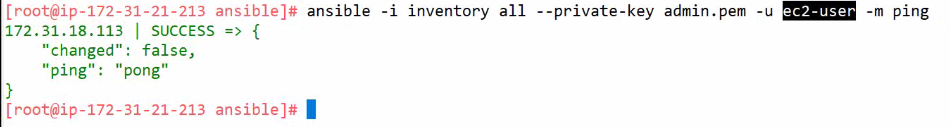 [root@ip-172-31-21-213 ansible]# ansible -i inventory all --private-key admin.pem -u ec2-user -m ping
172.31.18.113 | SUCCESS => {
    "changed": false,
    "ping": "pong"
}
[root@ip-172-31-21-213 ansible]#